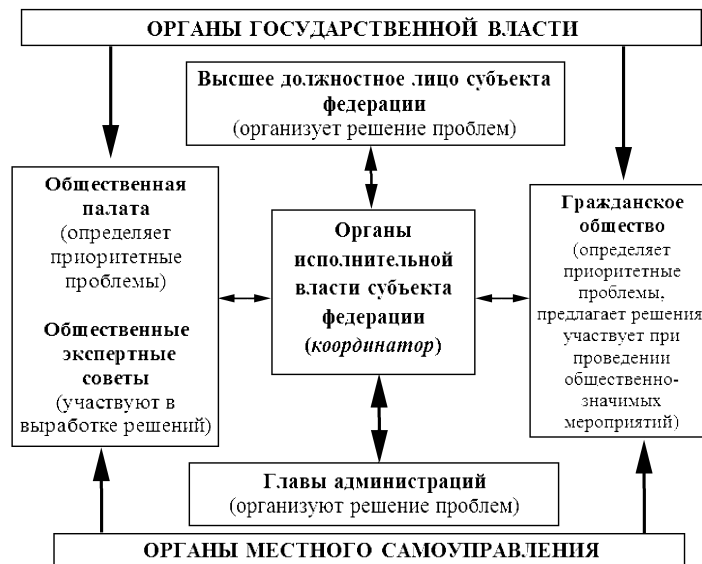 ОРГАНЫ ГОСУДАРСТВЕННОЙ ВЛАСТИ
Высшее должностное лицо субъекта
федерации
(организует решение проблем)
Общественная
палата
(определяет
приоритетные
проблемы)
Общественные
экспертные
советы
(участвуют в
выработке решений)
Органы
исполнительной
власти субъекта
федерации
(координатор)
Гражданское
общество
(определяет
приоритетные
проблемы,
предлагает решения
участвует при
проведении
общественно-
значимых
мероприятий)
Главы администраций
(организуют решение проблем)
ОРГАНЫ МЕСТНОГО САМОУПРАВЛЕНИЯ